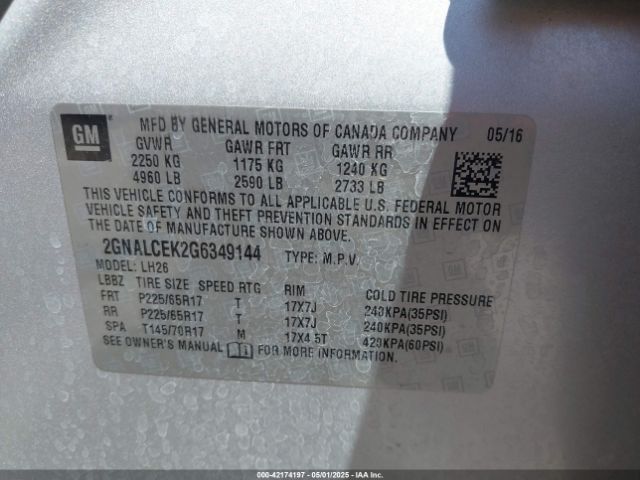 GM
MFD BY GENERAL MOTORS OF CANADA COMPANY 05/16
GVWR GAWR FRT GAWR RR
2250 KG 1175 KG 1240 KG
4960 LB 2590 LB 2733 LB
THIS VEHICLE CONFORMS TO ALL APPLICABLE U.S. FEDERAL MOTOR
VEHICLE SAFETY AND THEFT PREVENTION STANDARDS IN EFFECT
ON THE DATE OF MANUFACTURE SHOWN ABOVE.
2GNALCEK2G6349144 TYPE: M.P.V.
MODEL: LH26
LBBZ TIRE SIZE SPEED RTG RIM COLD TIRE PRESSURE
FRT P225/65R17 T 17X7J 240KPA(35PSI)
RR P225/65R17 T 17X7J 240KPA(35PSI)
SPA T145/70R17 M 17X4.5T 420KPA(60PSI)
SEE OWNER'S MANUAL FOR MORE INFORMATION.
000-42174197 - 05/01/2025 - IAA Inc.